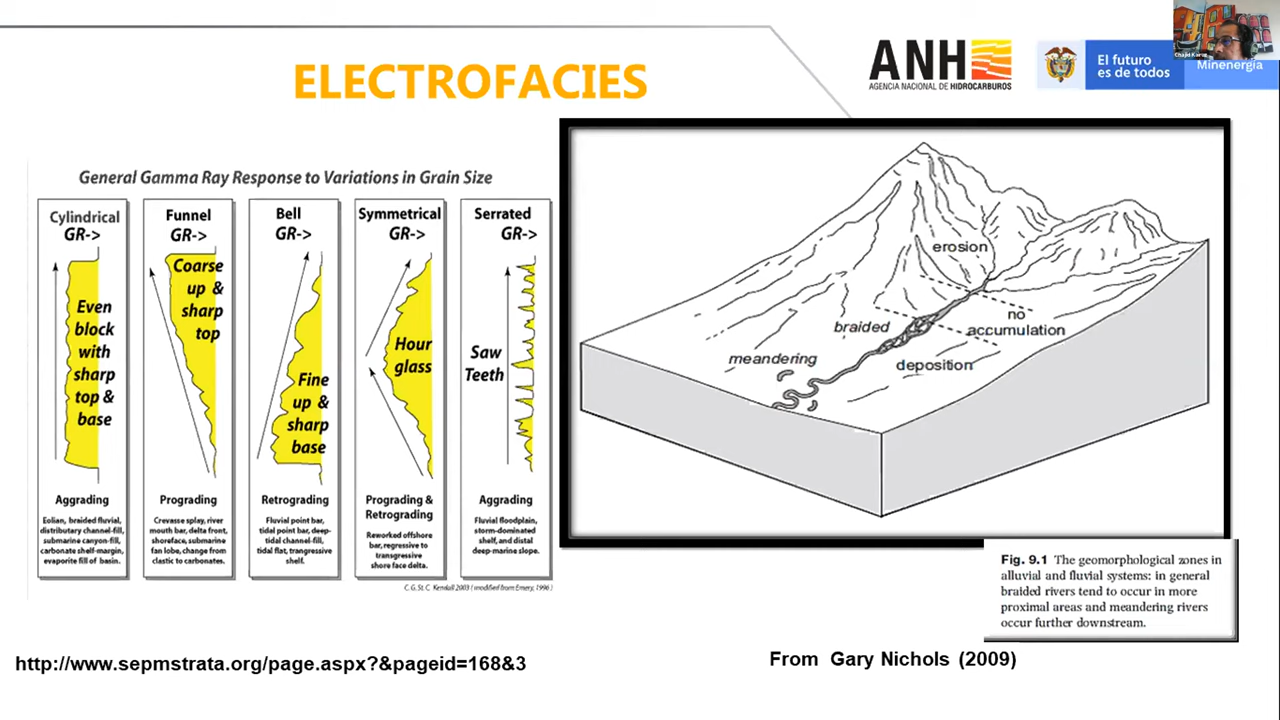 ELECTROFACIES
ANH
AGENCIA NACIONAL DE HIDROCARBUROS
El futuro
es de todos
Minenergía
General Gamma Ray Response to Variations in Grain Size
Cylindrical
GR->
Even
block
with
sharp
top &
base
Aggrading
Eolian, braided fluvial,
distributary channel-fill,
submarine canyon-fill,
carbonate shelf-margin,
evaporite fill of basin.
Funnel
GR->
Coarse
up &
sharp
top
Prograding
Crevasse splay, river
mouth bar, delta front,
shoreface, submarine
fan lobe, change from
clastic to carbonates.
Bell
GR->
Fine
up &
sharp
base
Retrograding
Fluvial point bar,
tidal point bar, deep-
tidal channel-fill,
tidal flat, trangressive
shelf.
Symmetrical
GR->
Hour
glass
Prograding &
Retrograding
Reworked offshore
bar, regressive to
transgressive
shore face delta.
Serrated
GR->
Saw
Teeth
Aggrading
Fluvial floodplain,
storm-dominated
shelf, and distal
deep-marine slope.
C. G. St. C. Kendall 2003 ( modified from: Emery, 1996)
erosion
no
accumulation
braided
meandering
deposition
Fig. 9.1 The geomorphological zones in
alluvial and fluvial systems: in general
braided rivers tend to occur in more
proximal areas and meandering rivers
occur further downstream.
http://www.sepmstrata.org/page.aspx?&pageid=168&3
From Gary Nichols (2009)